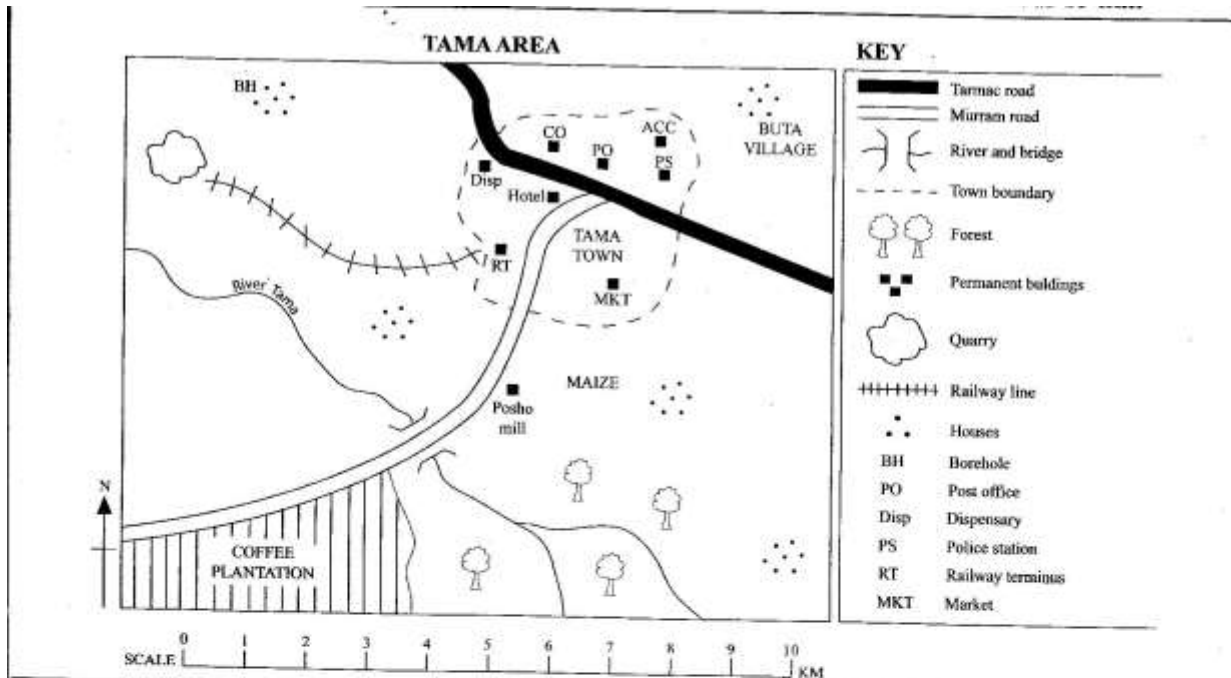 TAMA AREA
BH
CO
ACC
PO
PS
BUTA
VILLAGE
Disp
Hotel
TAMA
TOWN
RT
MKT
River Tama
MAIZE
Posho
mill
N
COFFEE
PLANTATION
SCALE
0 1 2 3 4 5 6 7 8 9 10
KM
KEY
Tarmac road
Murram road
River and bridge
Town boundary
Forest
Permanent buldings
Quarry
Railway line
Houses
BH Borehole
PO Post office
Disp Dispensary
PS Police station
RT Railway terminus
MKT Market